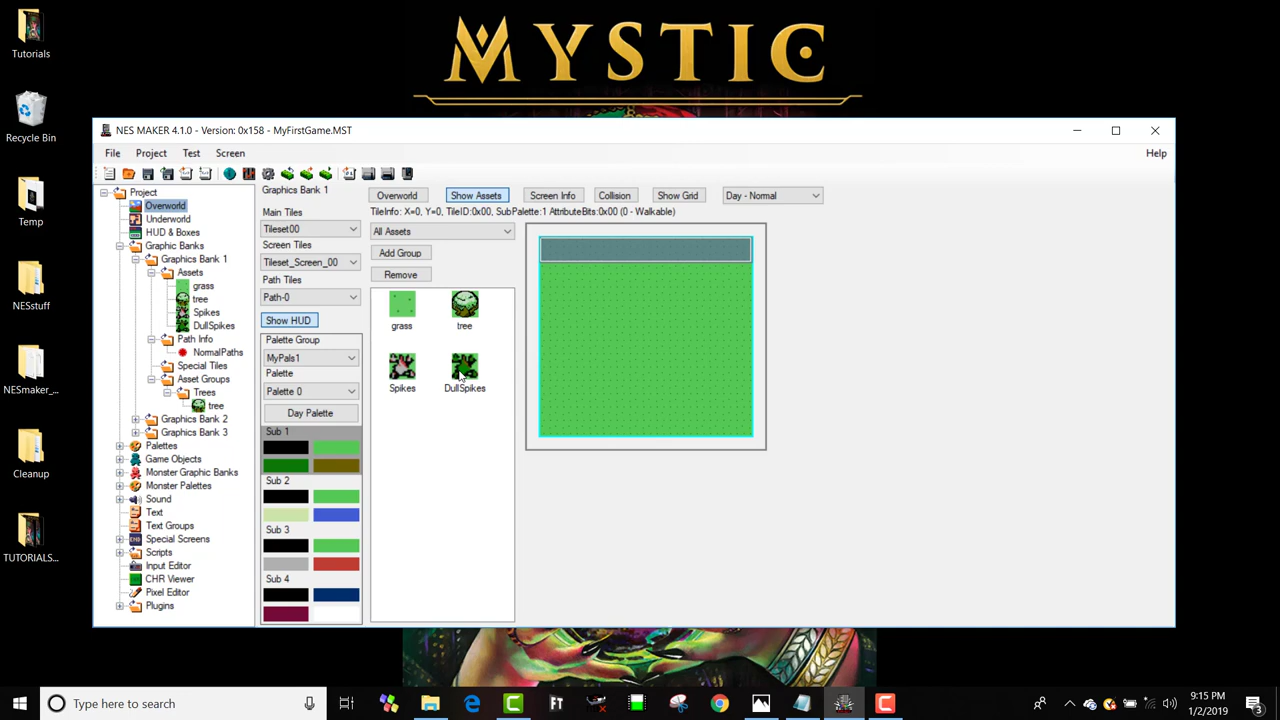 MYSTIC
Tutorials
Recycle Bin
Temp
NESstuff
NESmaker_...
Cleanup
TUTORIALS...
NES MAKER 4.1.0 - Version: 0x158 - MyFirstGame.MST
File Project Test Screen Help
Project
Overworld
Underworld
HUD & Boxes
Graphic Banks
Graphics Bank 1
Assets
grass
tree
Spikes
DullSpikes
Path Info
NormalPaths
Special Tiles
Asset Groups
Trees
tree
Graphics Bank 2
Graphics Bank 3
Palettes
Game Objects
Monster Graphic Banks
Monster Palettes
Sound
Text
Text Groups
Special Screens
Scripts
Input Editor
CHR Viewer
Pixel Editor
Plugins
Graphics Bank 1
Main Tiles
Tileset00
Screen Tiles
Tileset_Screen_00
Path Tiles
Path-0
Show HUD
Palette Group
MyPals1
Palette
Palette 0
Day Palette
Sub 1
Sub 2
Sub 3
Sub 4
Overworld Show Assets Screen Info Collision Show Grid Day - Normal
TileInfo: X=0, Y=0, TileID:0x00, SubPalette:1 AttributeBits:0x00 (0 - Walkable)
All Assets
Add Group
Remove
grass tree
Spikes DullSpikes
Type here to search
9:15 PM
1/2/2019
3